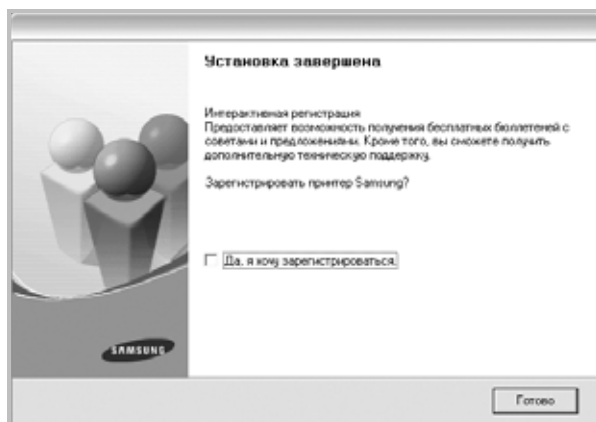 Установка завершена
Интерактивная регистрация
Предоставляет возможность получения бесплатных бюллетеней с
советами и предложениями. Кроме того, вы сможете получить
дополнительную техническую поддержку.
Зарегистрировать принтер Samsung?
Да, я хочу зарегистрироваться.
SAMSUNG
Готово